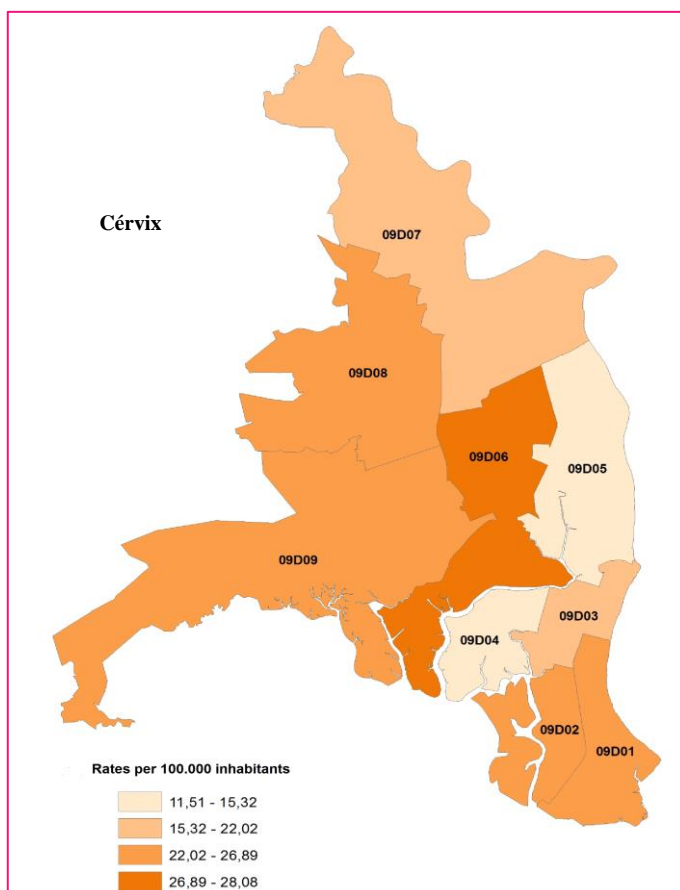 Cérvix
09D07
09D08
09D06
09D05
09D09
09D03
09D04
09D02
09D01
Rates per 100.000 inhabitants
11,51 - 15,32
15,32 - 22,02
22,02 - 26,89
26,89 - 28,08